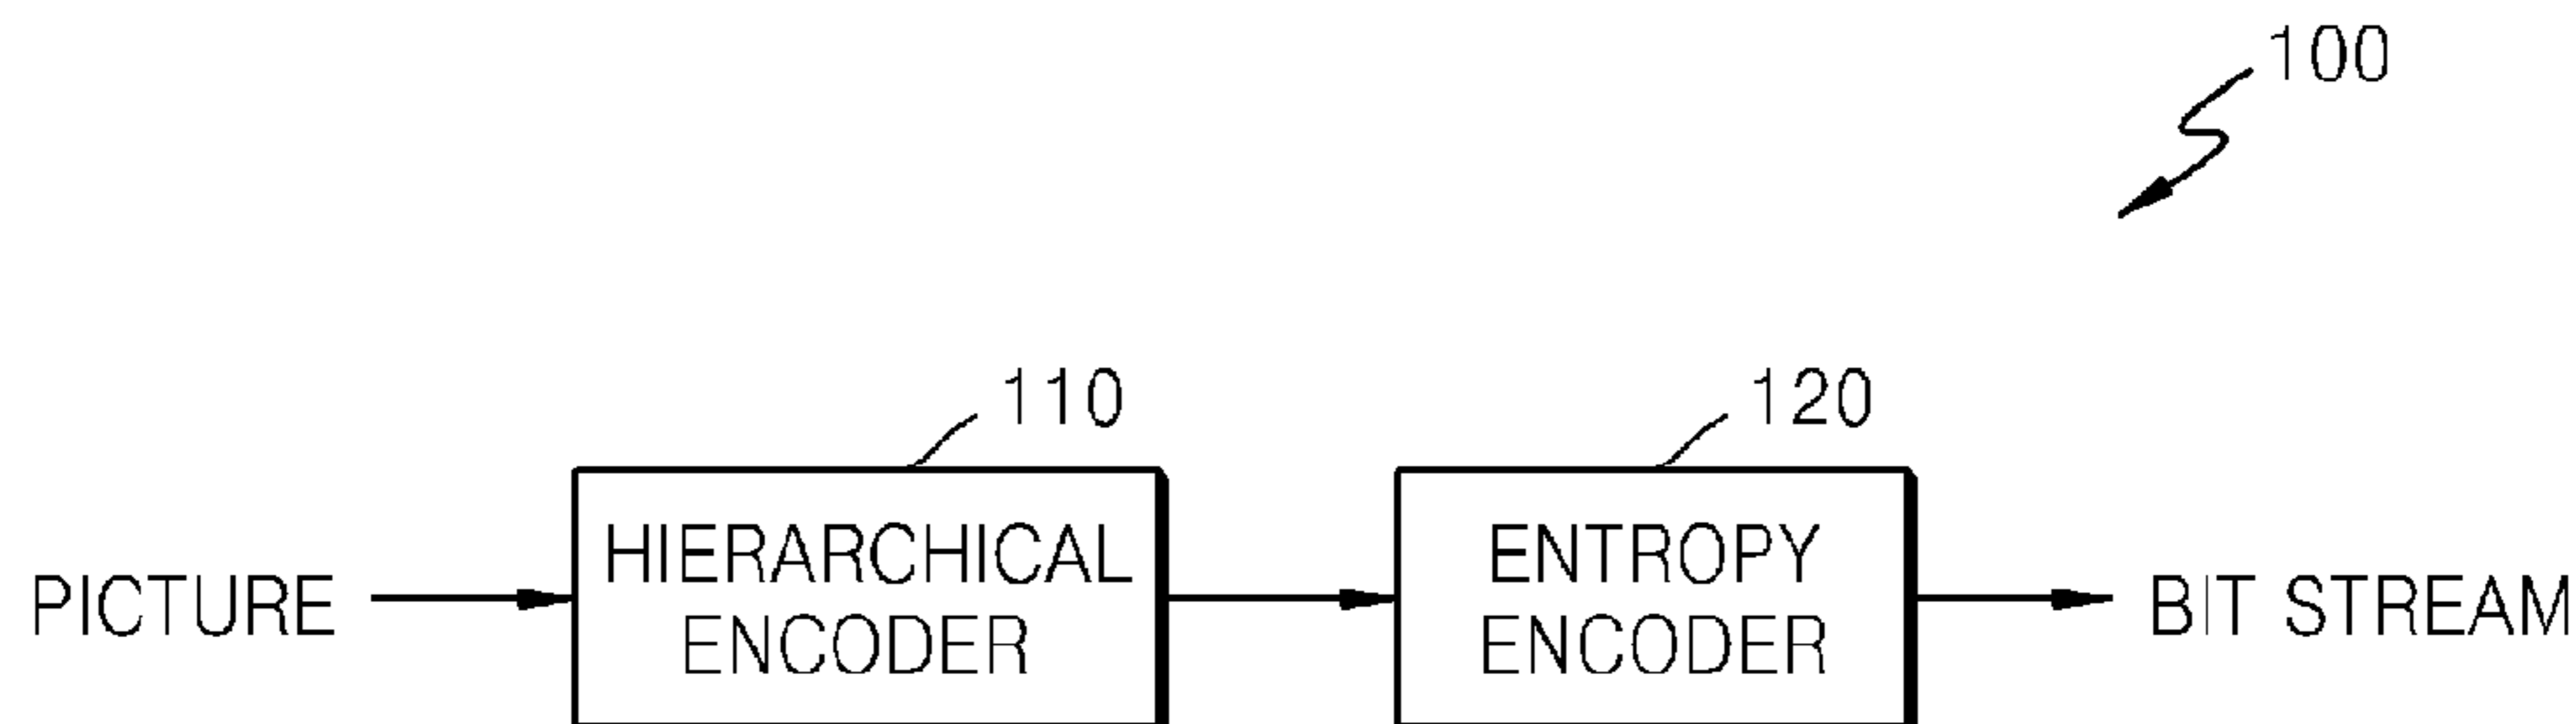 100
110
120
PICTURE
HIERARCHICAL
ENCODER
ENTROPY
ENCODER
BIT STREAM